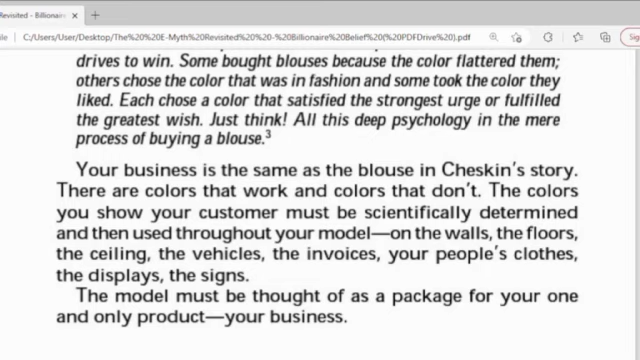 Revisited - Billionaire
C:/Users/User/Desktop/The%20%20E-Myth%20Revisited%20%20-%20Billionaire%20Belief%20(%20PDFDrive%20).pdf
drives to win. Some bought blouses because the color flattered them;
others chose the color that was in fashion and some took the color they
liked. Each chose a color that satisfied the strongest urge or fulfilled
the greatest wish. Just think! All this deep psychology in the mere
process of buying a blouse.3
Your business is the same as the blouse in Cheskin's story.
There are colors that work and colors that don't. The colors
you show your customer must be scientifically determined
and then used throughout your model—on the walls, the floors,
the ceiling, the vehicles, the invoices, your people's clothes,
the displays, the signs.
The model must be thought of as a package for your one
and only product—your business.